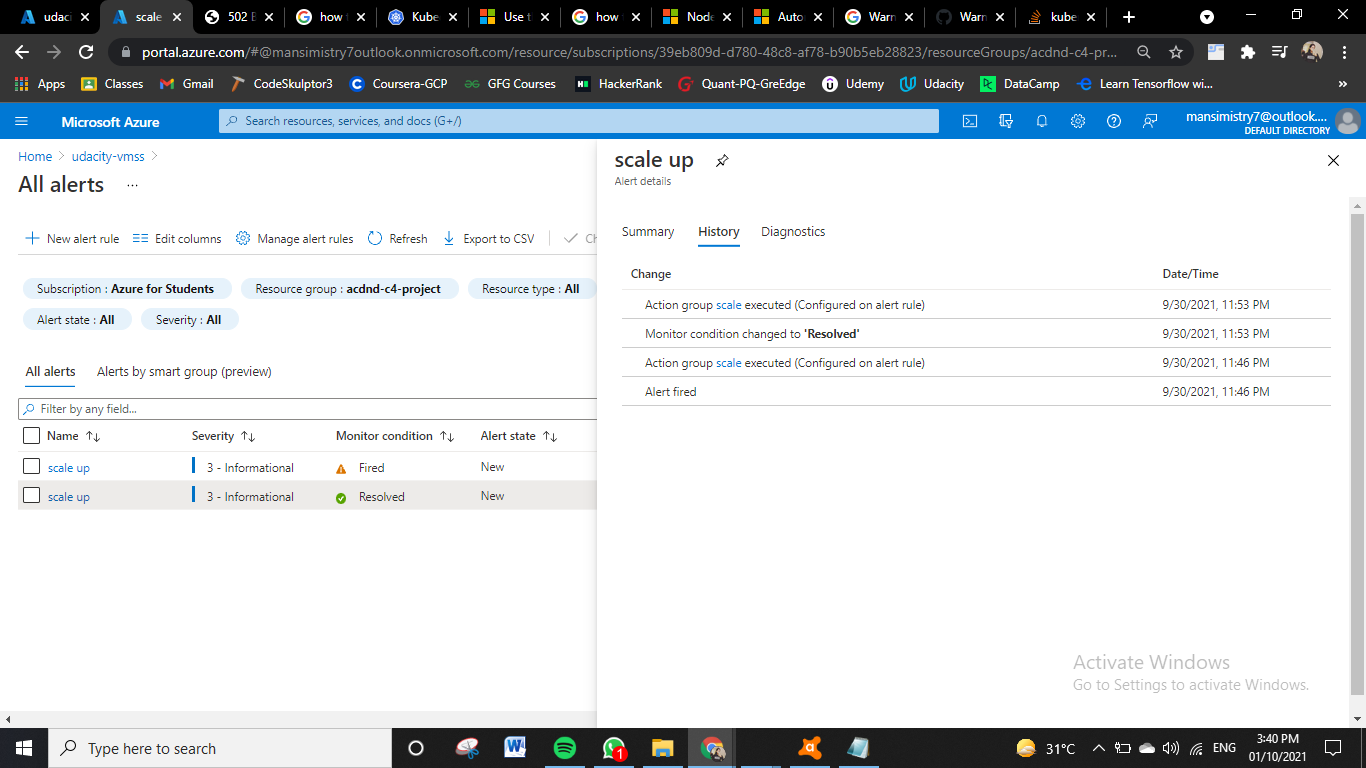 udac
scale
502 E
how
Kube
Use t
how
Node
Auto
Warn
Warn
kube
portal.azure.com/#@mansimistry7outlook.onmicrosoft.com/resource/subscriptions/39eb809d-d780-48c8-af78-b90b5eb28823/resourceGroups/acdnd-c4-pr...
Apps
Classes
Gmail
CodeSkulptor3
Coursera-GCP
GFG Courses
HackerRank
Quant-PQ-GreEdge
Udemy
Udacity
DataCamp
Learn Tensorflow wi...
»
Microsoft Azure
Search resources, services, and docs (G+/)
mansimistry7@outlook....
DEFAULT DIRECTORY
Home > udacity-vmss >
All alerts ...
New alert rule
Edit columns
Manage alert rules
Refresh
Export to CSV
Subscription : Azure for Students
Resource group : acdnd-c4-project
Resource type : All
Alert state : All
Severity : All
All alerts
Alerts by smart group (preview)
Filter by any field...
Name Severity Monitor condition Alert state
scale up 3 - Informational Fired New
scale up 3 - Informational Resolved New
scale up
Alert details
Summary History Diagnostics
Change Date/Time
Action group scale executed (Configured on alert rule) 9/30/2021, 11:53 PM
Monitor condition changed to 'Resolved' 9/30/2021, 11:53 PM
Action group scale executed (Configured on alert rule) 9/30/2021, 11:46 PM
Alert fired 9/30/2021, 11:46 PM
Activate Windows
Go to Settings to activate Windows.
Type here to search
1
31°C
ENG
3:40 PM
01/10/2021